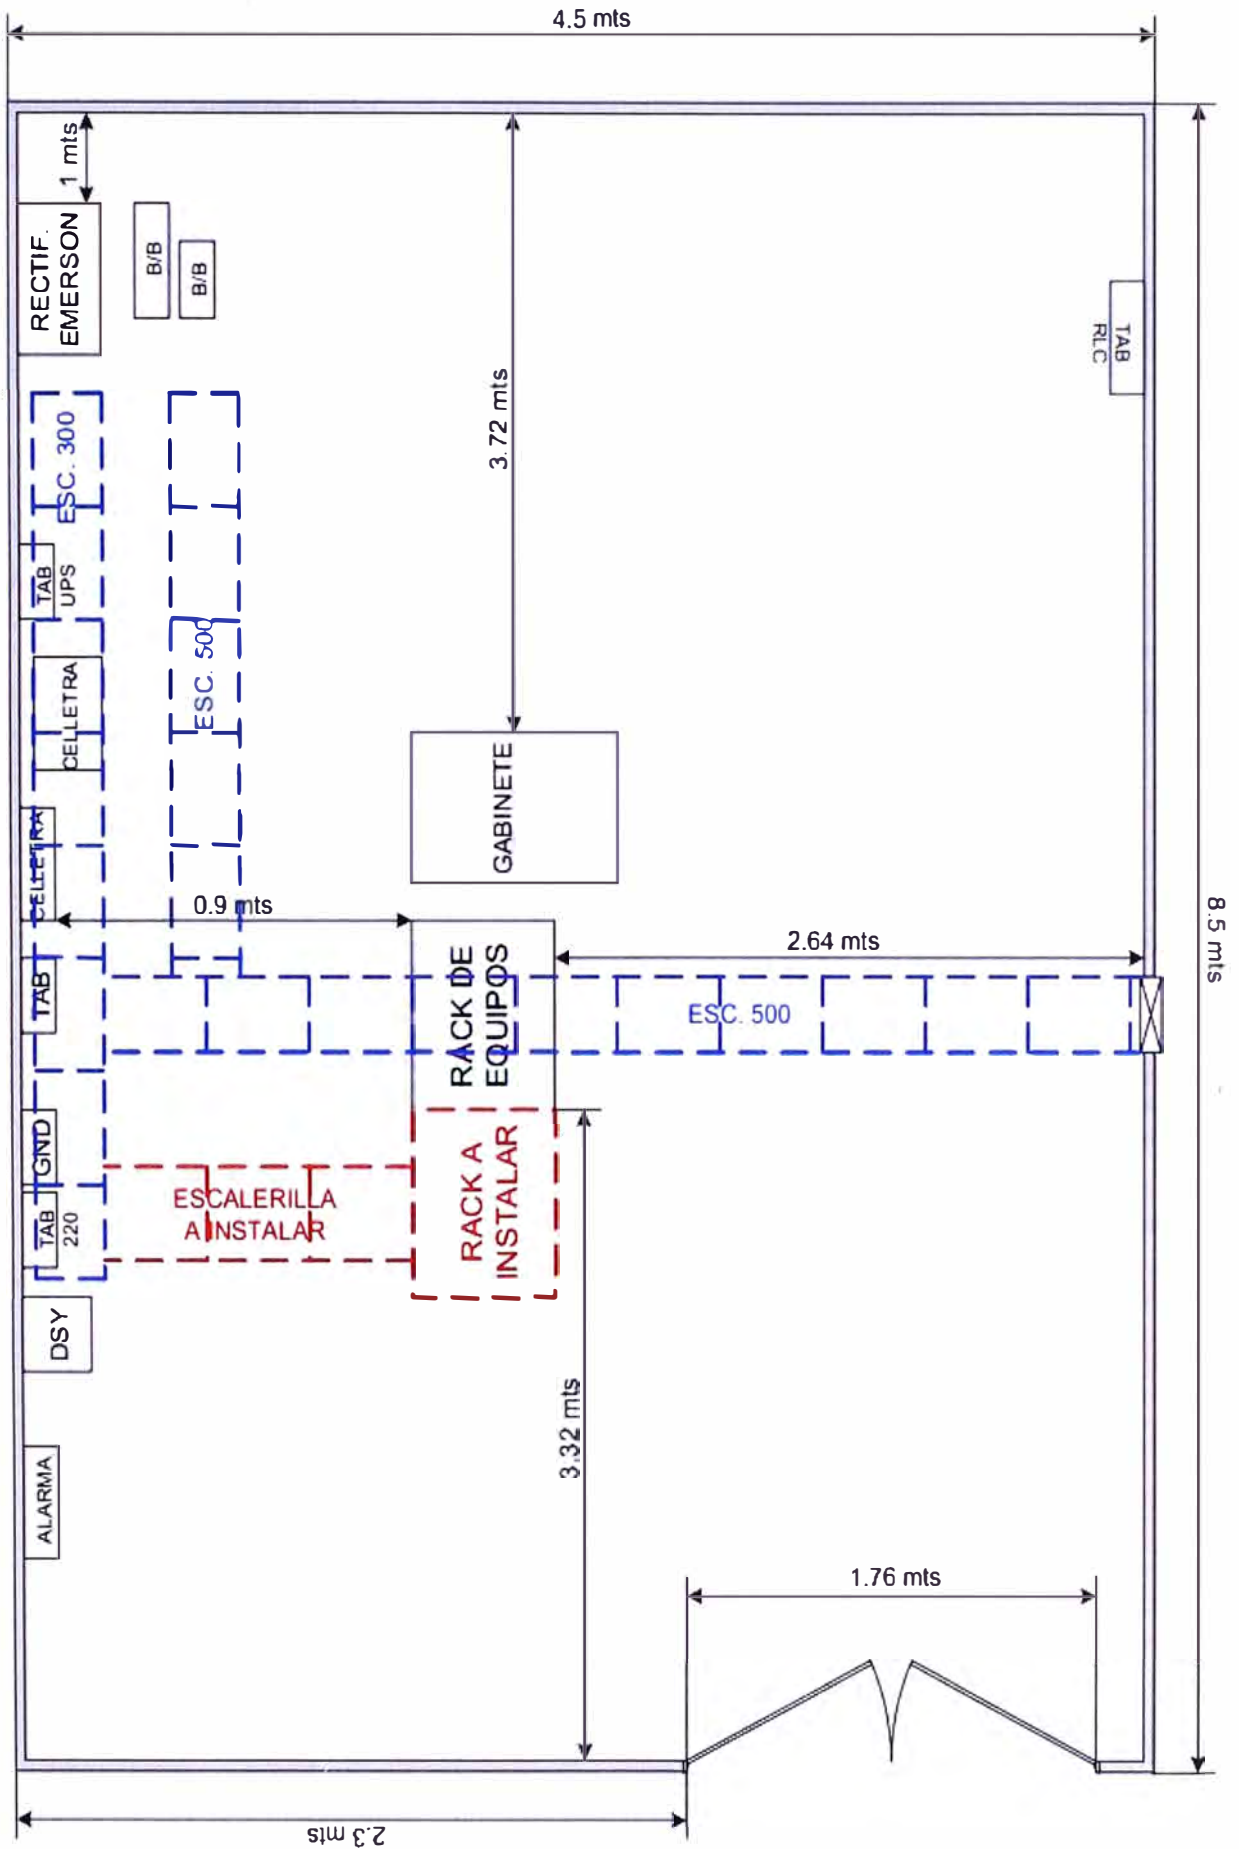 4.5 mts
1 mts
RECTIF.
EMERSON
B/B
B/B
TAB
RLC
3.72 mts
ESC. 300
TAB
UPS
ESC. 500
CELLETRA
GABINETE
CELLETRA
0.9 mts
8.5 mts
2.64 mts
TAB
RACK DE
EQUIPOS
ESC. 500
GND
ESCALERILLA
A INSTALAR
RACK A
INSTALAR
TAB
220
DSY
3.32 mts
ALARMA
1.76 mts
2.3 mts